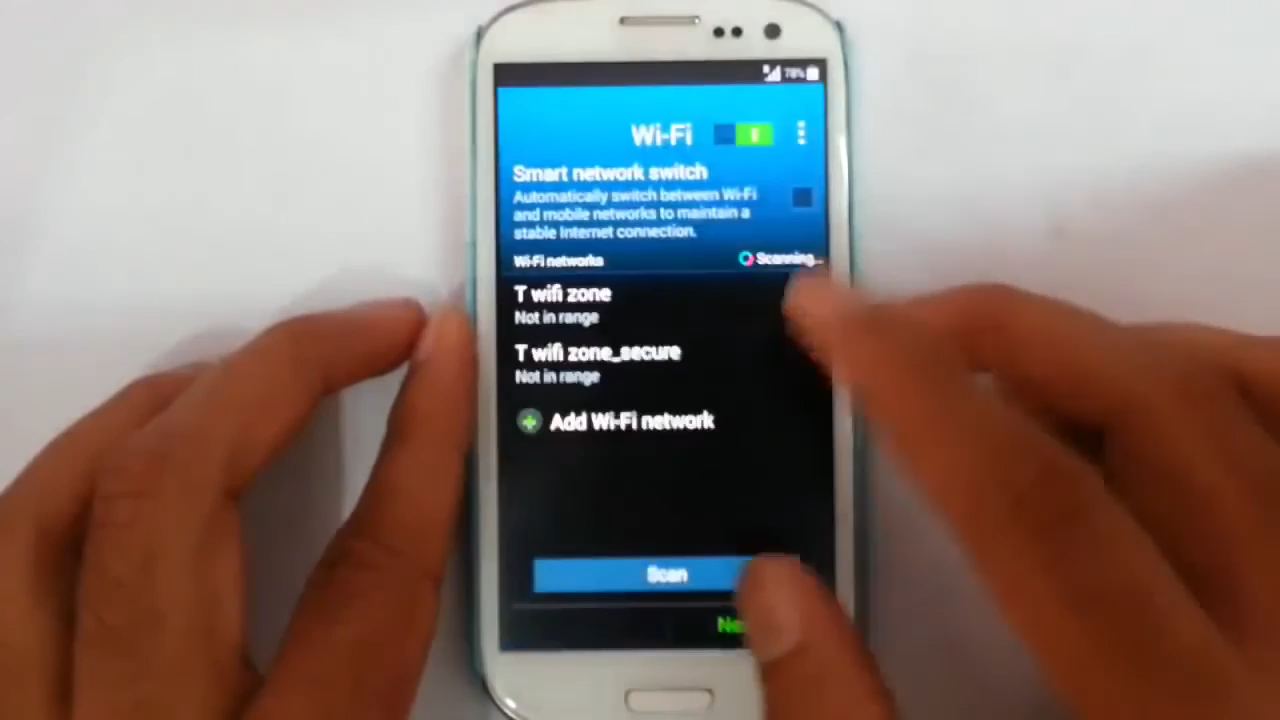 78%
Wi-Fi
Smart network switch
Automatically switch between Wi-Fi
and mobile networks to maintain a
stable Internet connection.
Wi-Fi networks
Scanning...
T wifi zone
Not in range
T wifi zone_secure
Not in range
Add Wi-Fi network
Scan